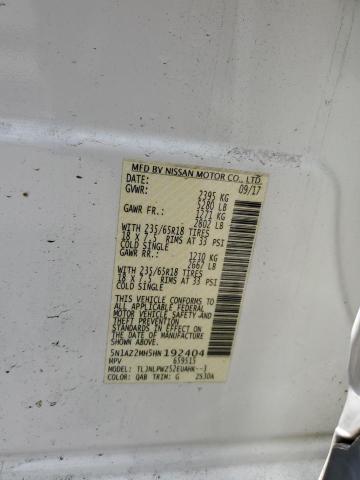 MFD BY NISSAN MOTOR CO., LTD.
DATE: 09/17
GVWR: 2395 KG
5280 LB
GAWR FR.: 1271 KG
2802 LB
WITH 235/65R18 TIRES
18 X 7.5 RIMS AT 33 PSI
COLD SINGLE
GAWR RR.: 1210 KG
2667 LB
WITH 235/65R18 TIRES
18 X 7.5 RIMS AT 33 PSI
COLD SINGLE
THIS VEHICLE CONFORMS TO ALL
APPLICABLE FEDERAL MOTOR
VEHICLE SAFETY STANDARDS IN
EFFECT ON THE DATE OF
MANUFACTURE SHOWN ABOVE.
5N1AZ2MH5HN192404
MPV 659515
MODEL: TLJNLPWZ52EUAHK--J
COLOR: QAB TRIM: G 2530A